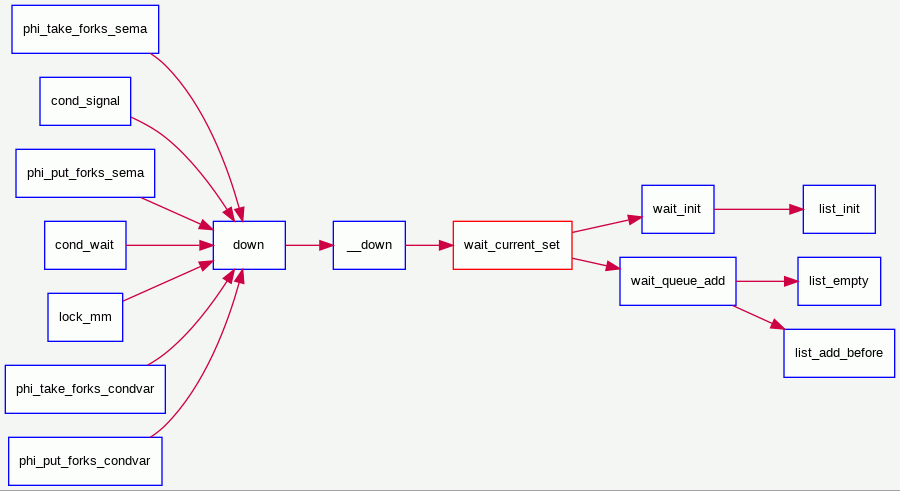 phi_take_forks_sema
cond_signal
phi_put_forks_sema
cond_wait
lock_mm
phi_take_forks_condvar
phi_put_forks_condvar
down
__down
wait_current_set
wait_init
wait_queue_add
list_init
list_empty
list_add_before